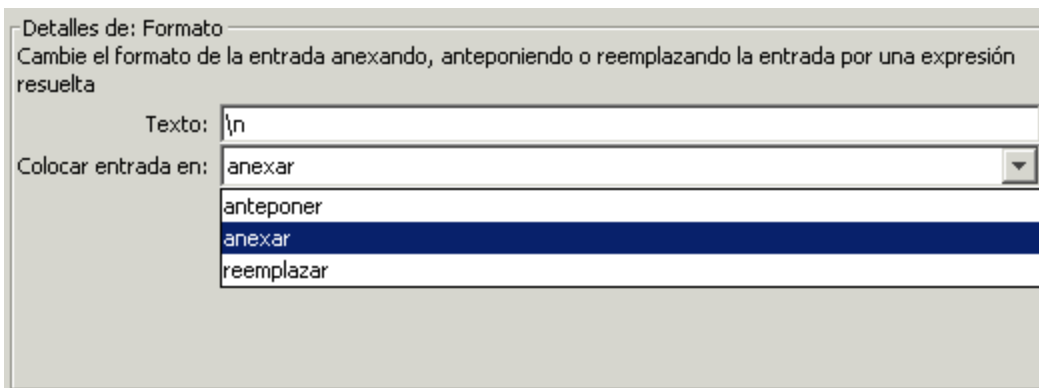 Detalles de: Formato
Cambie el formato de la entrada anexando, anteponiendo o reemplazando la entrada por una expresión
resuelta
Texto: \n
Colocar entrada en: anexar
anteponer
anexar
reemplazar